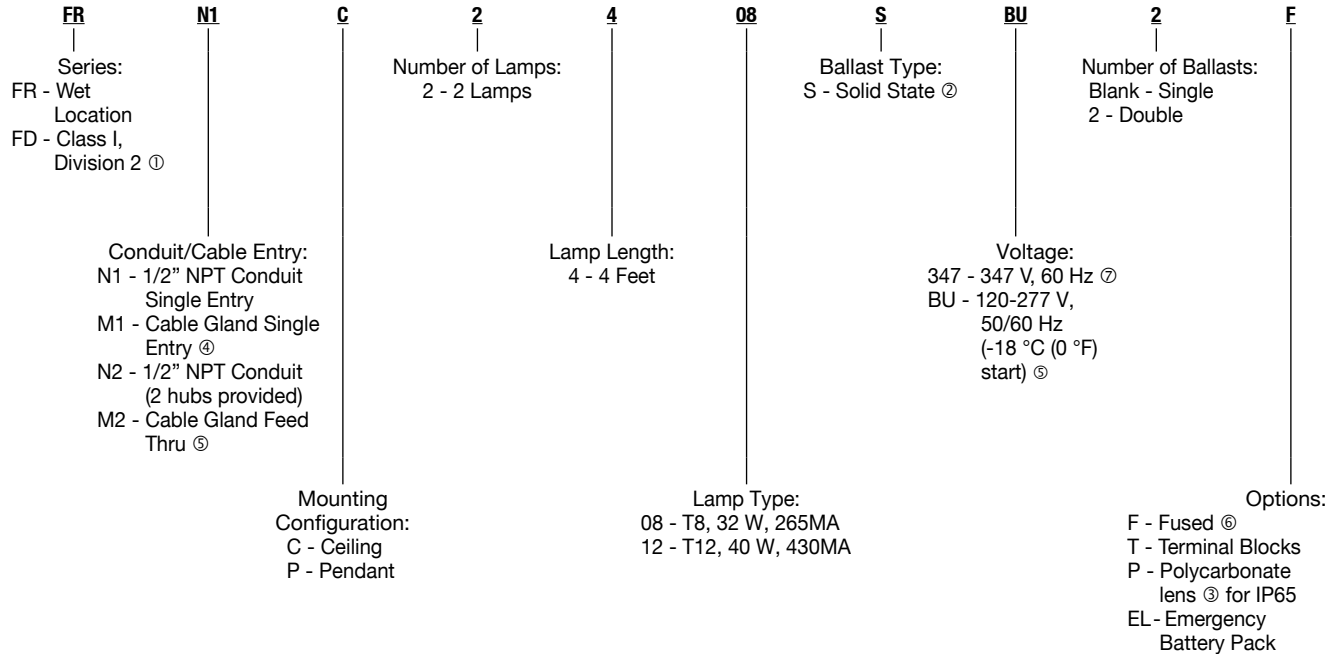 FR N1 C 2 4 08 S BU 2 F
Series:
FR - Wet
Location
FD - Class I,
Division 2 ①
Number of Lamps:
2 - 2 Lamps
Ballast Type:
S - Solid State ②
Number of Ballasts:
Blank - Single
2 - Double
Conduit/Cable Entry:
N1 - 1/2” NPT Conduit
Single Entry
M1 - Cable Gland Single
Entry ④
N2 - 1/2” NPT Conduit
(2 hubs provided)
M2 - Cable Gland Feed
Thru ⑤
Lamp Length:
4 - 4 Feet
Voltage:
347 - 347 V, 60 Hz ⑦
BU - 120-277 V,
50/60 Hz
(-18 °C (0 °F)
start) ⑤
Mounting
Configuration:
C - Ceiling
P - Pendant
Lamp Type:
08 - T8, 32 W, 265MA
12 - T12, 40 W, 430MA
Options:
F - Fused ⑥
T - Terminal Blocks
P - Polycarbonate
lens ③ for IP65
EL - Emergency
Battery Pack